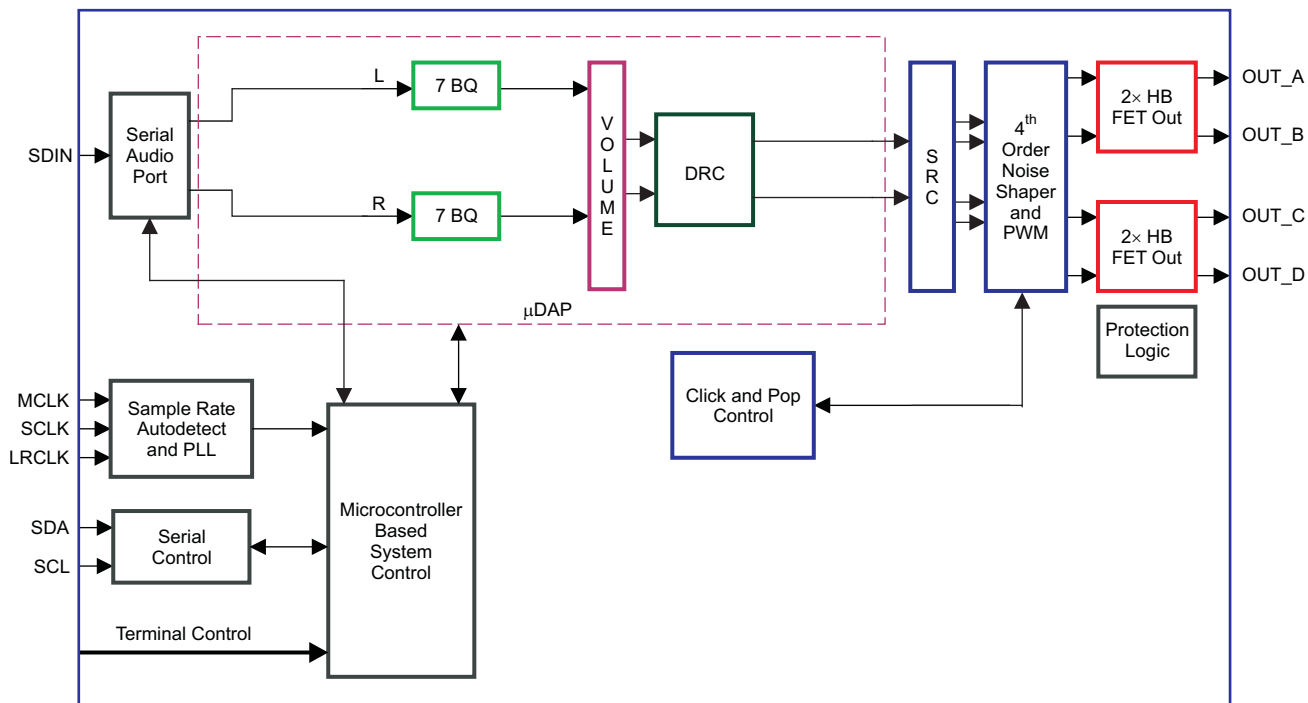 SDIN
Serial
Audio
Port
L
7 BQ
R
7 BQ
V
O
L
U
M
E
DRC
μDAP
S
R
C
4th
Order
Noise
Shaper
and
PWM
2× HB
FET Out
OUT_A
OUT_B
2× HB
FET Out
OUT_C
OUT_D
Protection
Logic
Click and Pop
Control
MCLK
SCLK
LRCLK
Sample Rate
Autodetect
and PLL
SDA
SCL
Serial
Control
Microcontroller
Based
System
Control
Terminal Control